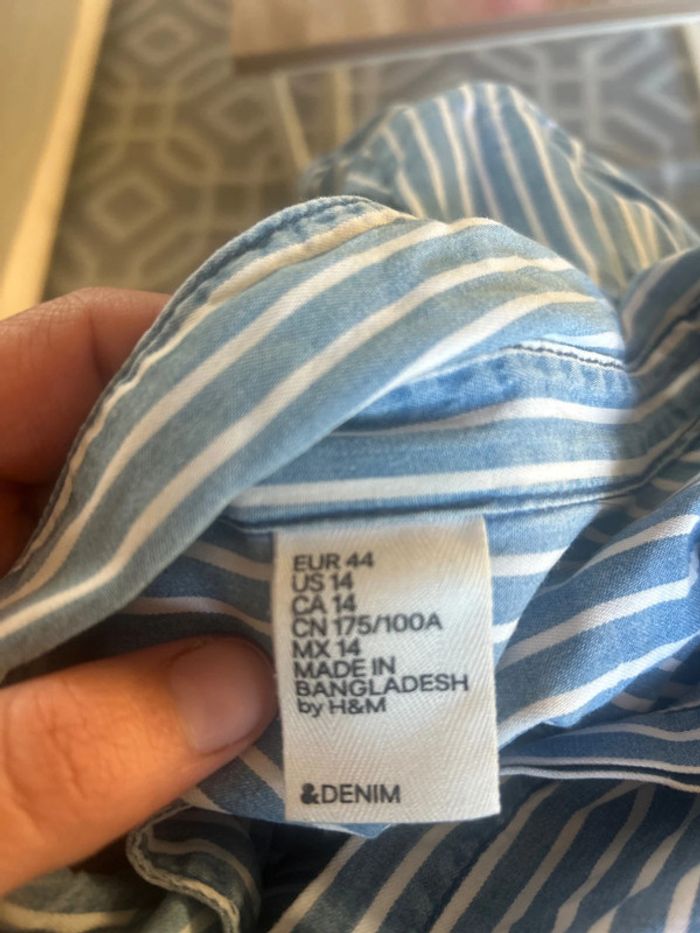 EUR 44
US 14
CA 14
CN 175/100A
MX 14
MADE IN
BANGLADESH
by H&M
&DENIM